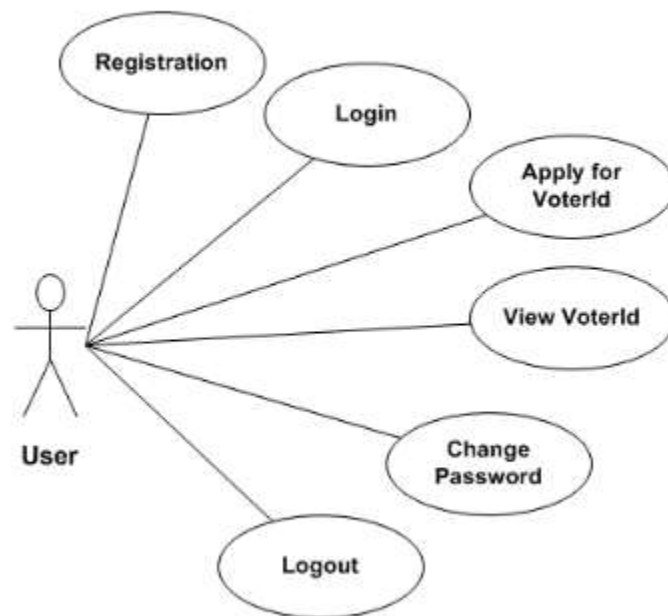 Registration
Login
Apply for
VoterId
View VoterId
User
Change
Password
Logout